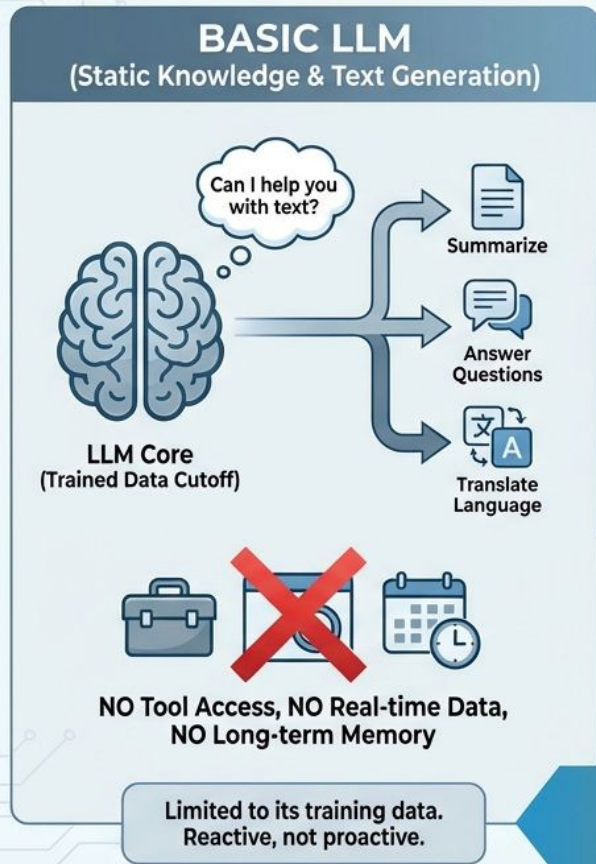 BASIC LLM
(Static Knowledge & Text Generation)
Can I help you
with text?
Summarize
Answer
Questions
文
A
Translate
Language
LLM Core
(Trained Data Cutoff)
NO Tool Access, NO Real-time Data,
NO Long-term Memory
Limited to its training data.
Reactive, not proactive.